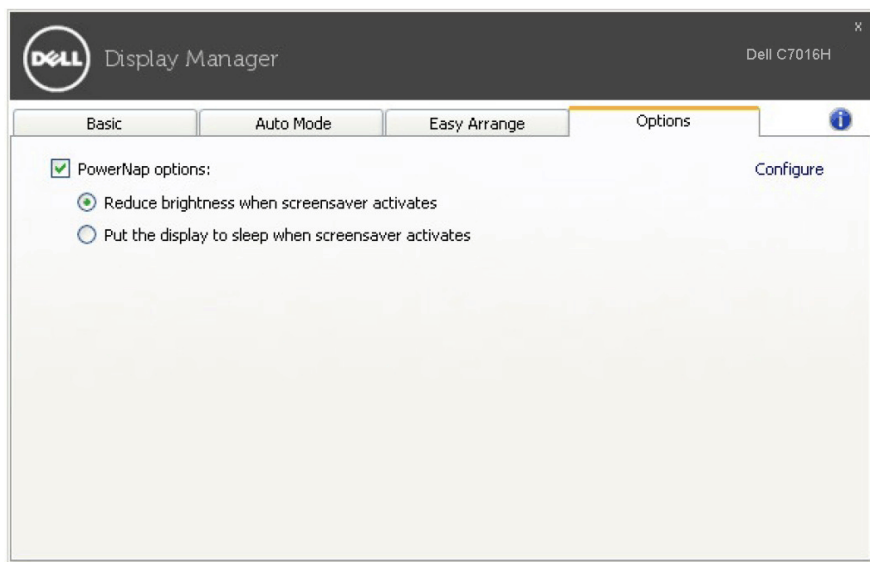 DELL Display Manager
x
Dell C7016H
Basic Auto Mode Easy Arrange Options i
PowerNap options: Configure
Reduce brightness when screensaver activates
Put the display to sleep when screensaver activates